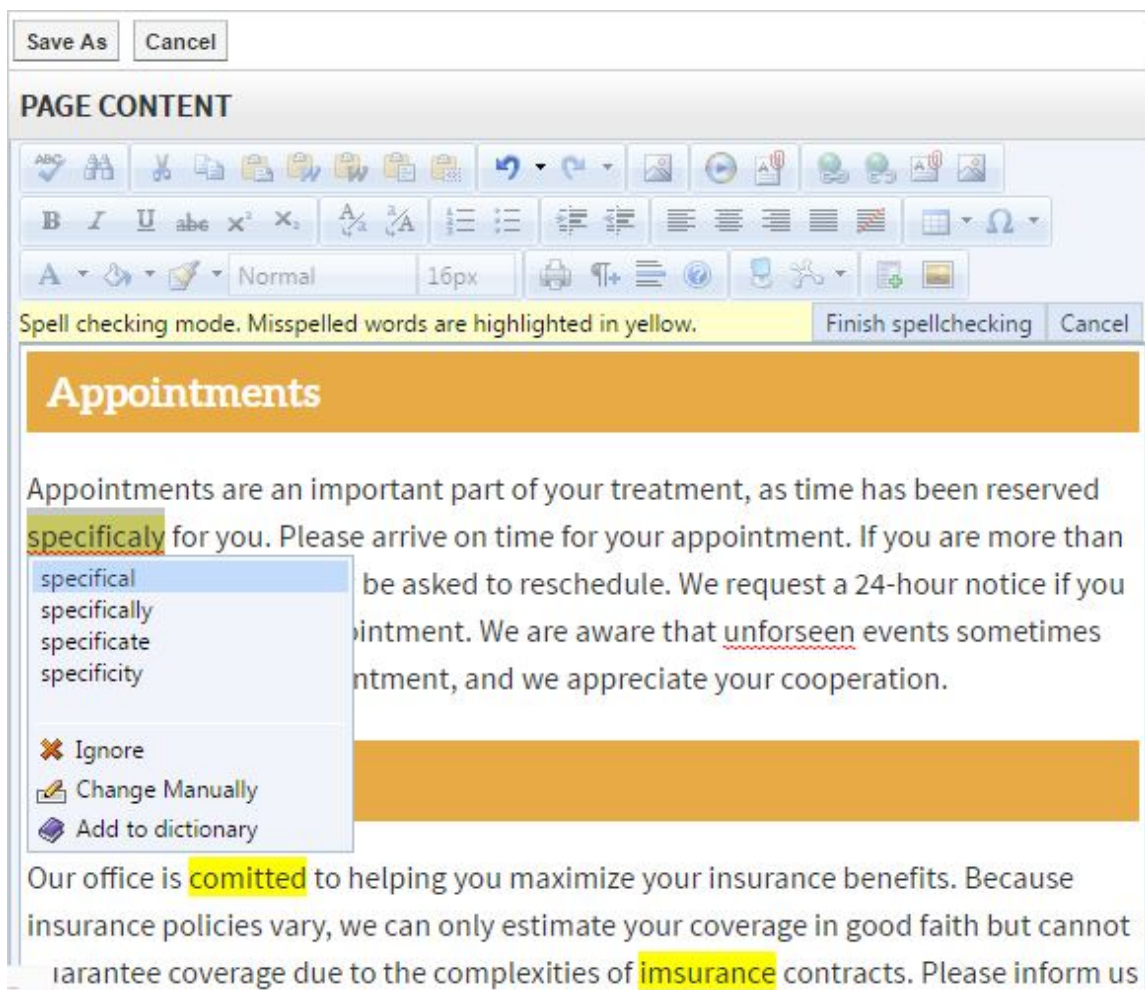 Save As Cancel
PAGE CONTENT
ABC
B I U abc x² x₂
A Normal 16px
Spell checking mode. Misspelled words are highlighted in yellow. Finish spellchecking Cancel
Appointments
Appointments are an important part of your treatment, as time has been reserved
specificaly for you. Please arrive on time for your appointment. If you are more than
specifical
specifically
specificate
specificity
Ignore
Change Manually
Add to dictionary
be asked to reschedule. We request a 24-hour notice if you
intment. We are aware that unforseen events sometimes
ntment, and we appreciate your cooperation.
Our office is comitted to helping you maximize your insurance benefits. Because
insurance policies vary, we can only estimate your coverage in good faith but cannot
uarantee coverage due to the complexities of imsurance contracts. Please inform us